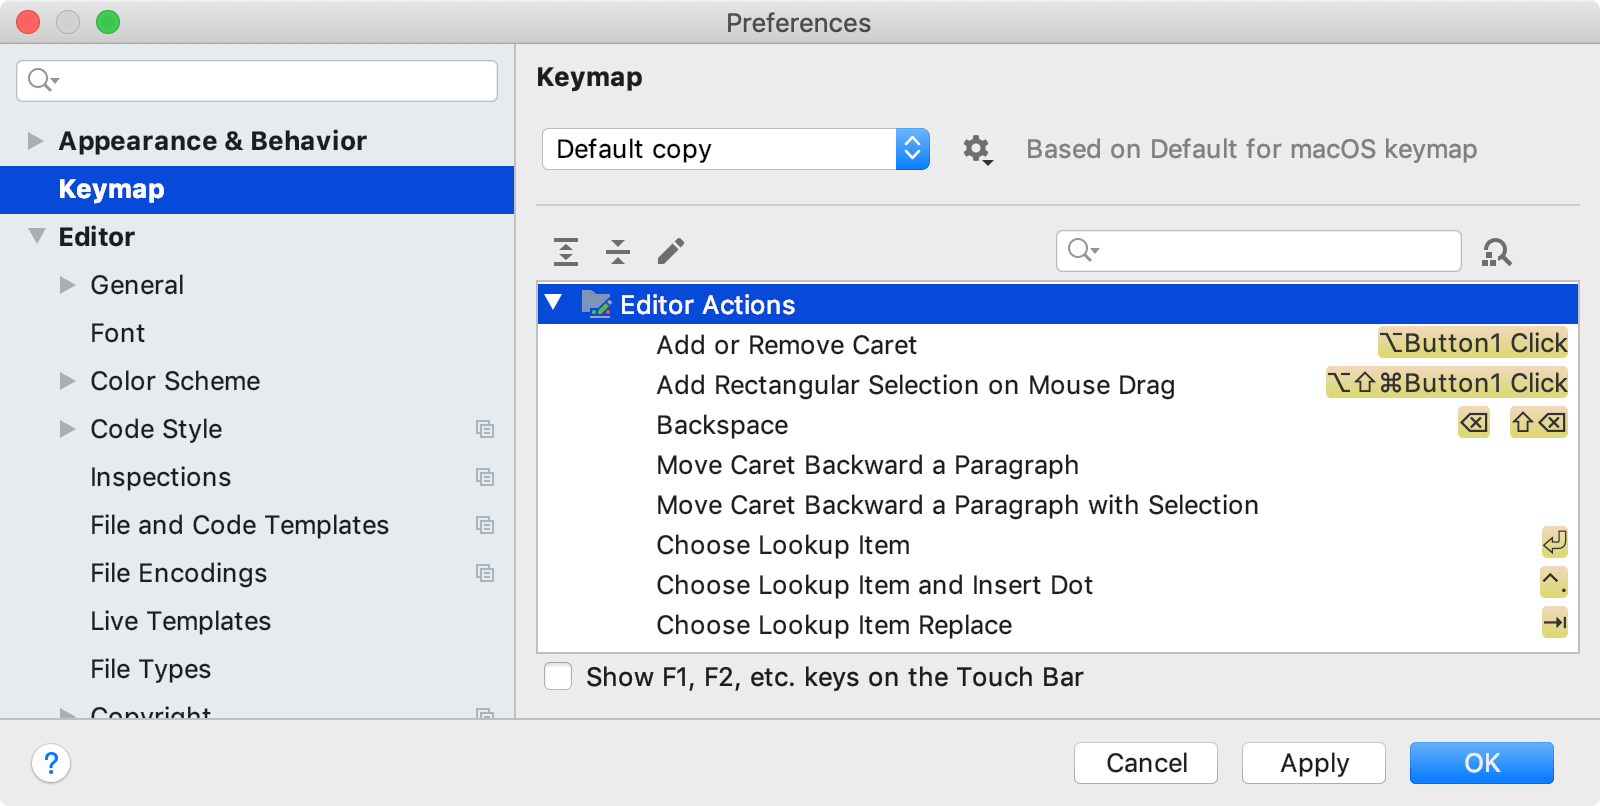 Preferences
Appearance & Behavior
Keymap
Editor
General
Font
Color Scheme
Code Style
Inspections
File and Code Templates
File Encodings
Live Templates
File Types
Copyright
?
Keymap
Default copy
Based on Default for macOS keymap
Editor Actions
Add or Remove Caret ⌥Button1 Click
Add Rectangular Selection on Mouse Drag ⌥⇧⌘Button1 Click
Backspace ⌫ ⇧⌫
Move Caret Backward a Paragraph
Move Caret Backward a Paragraph with Selection
Choose Lookup Item ⏎
Choose Lookup Item and Insert Dot ^.
Choose Lookup Item Replace ⇥
Show F1, F2, etc. keys on the Touch Bar
Cancel Apply OK